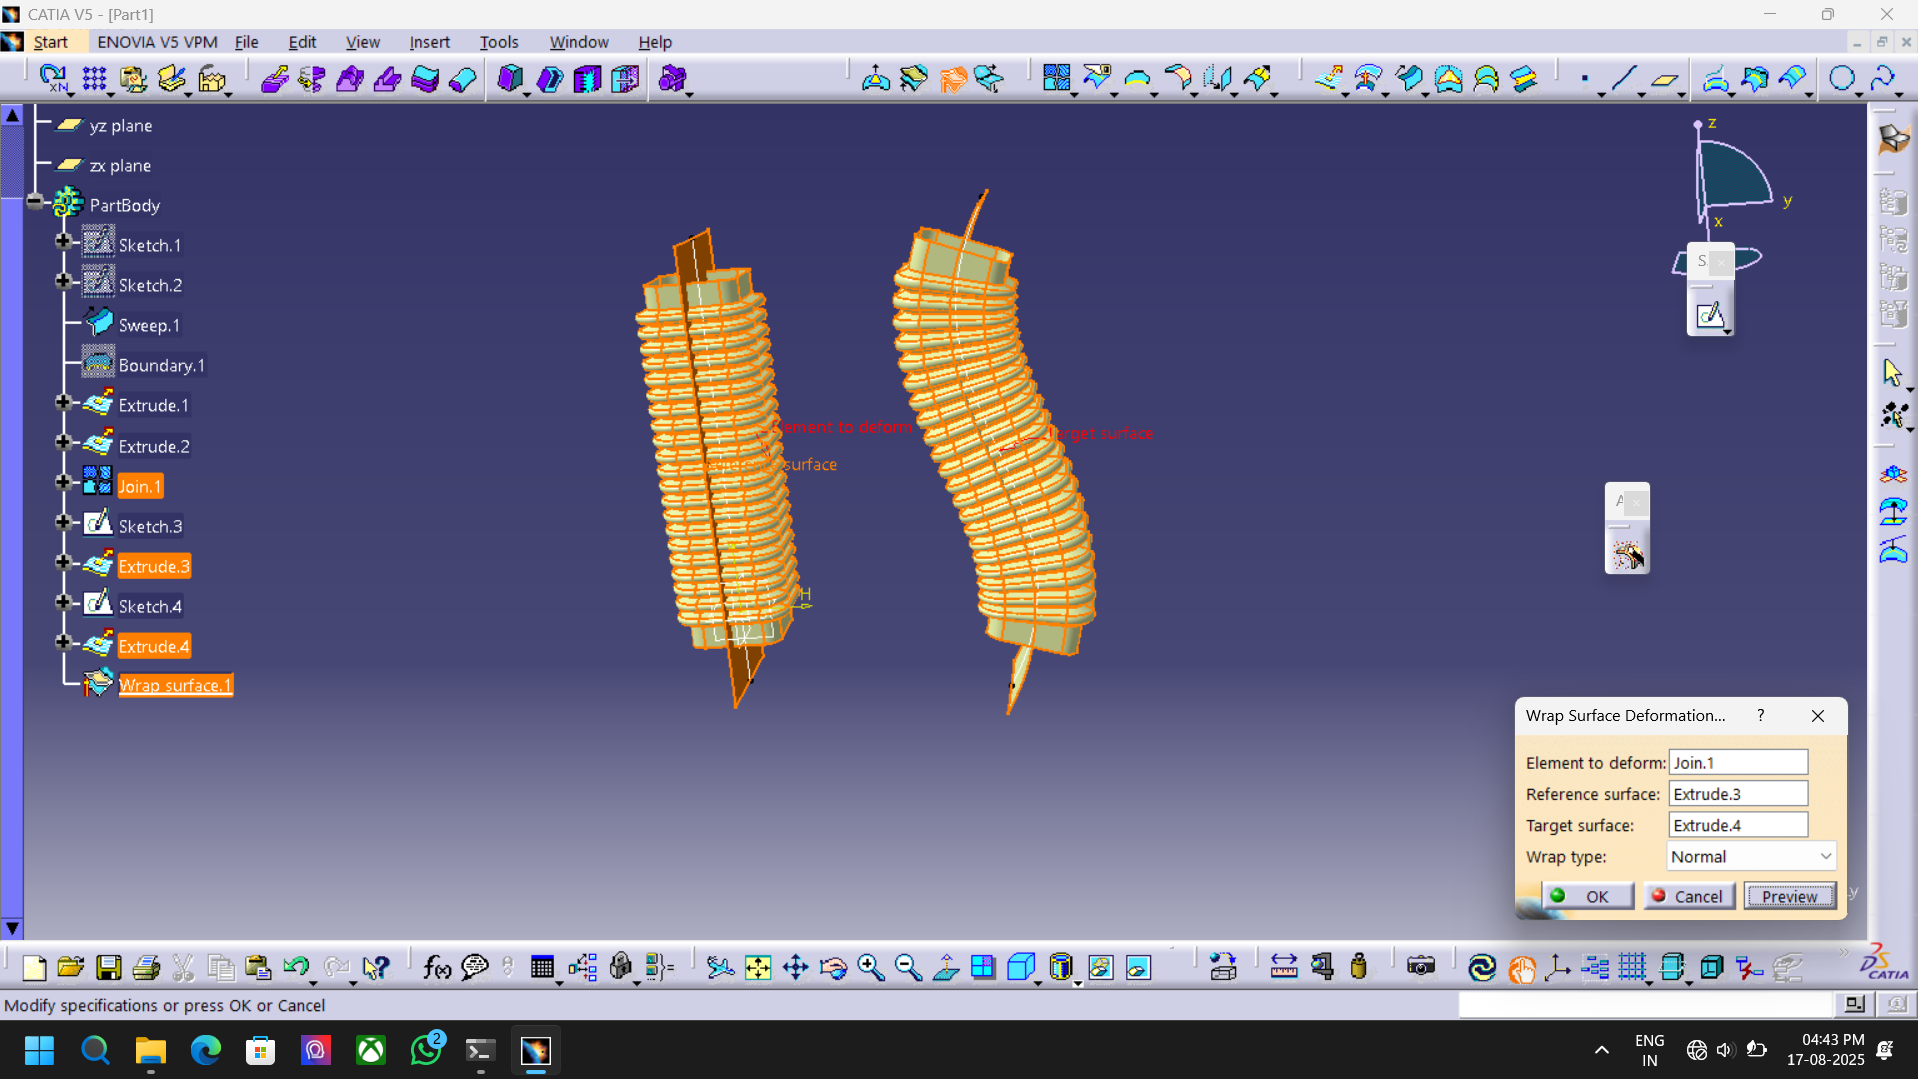 CATIA V5 - [Part1]
Start ENOVIA V5 VPM File Edit View Insert Tools Window Help
yz plane
zx plane
PartBody
Sketch.1
Sketch.2
Sweep.1
Boundary.1
Extrude.1
Extrude.2
Join.1
Sketch.3
Extrude.3
Sketch.4
Extrude.4
Wrap surface.1
Element to deform
surface
Target surface
H
z
y
x
S.
A
Wrap Surface Deformation... ?
Element to deform: Join.1
Reference surface: Extrude.3
Target surface: Extrude.4
Wrap type: Normal
OK Cancel Preview
y
f(x)
DS CATIA
Modify specifications or press OK or Cancel
2
ENG
IN
04:43 PM
17-08-2025